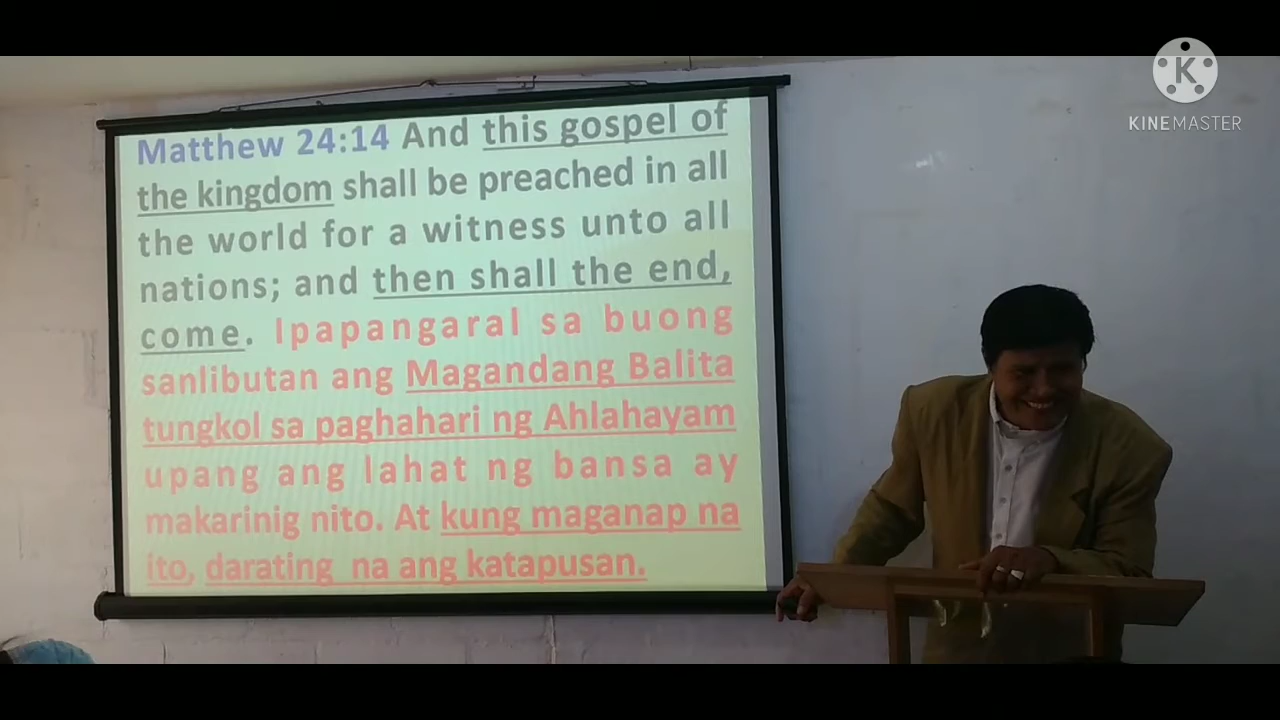 Matthew 24:14 And this gospel of
the kingdom shall be preached in all
the world for a witness unto all
nations; and then shall the end,
come. Ipapangaral sa buong
sanlibutan ang Magandang Balita
tungkol sa paghahari ng Ahlahayam
upang ang lahat ng bansa ay
makarinig nito. At kung maganap na
ito, darating na ang katapusan.
K
KINEMASTER